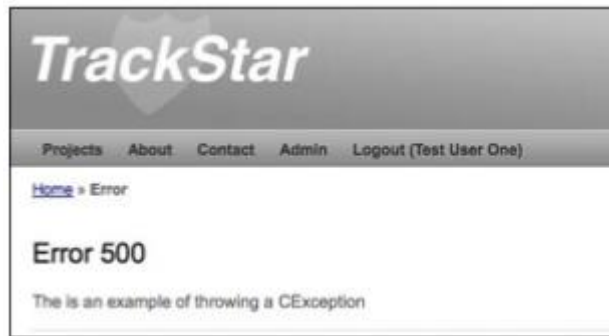 TrackStar
Projects About Contact Admin Logout (Test User One)
Home » Error
Error 500
The is an example of throwing a CException